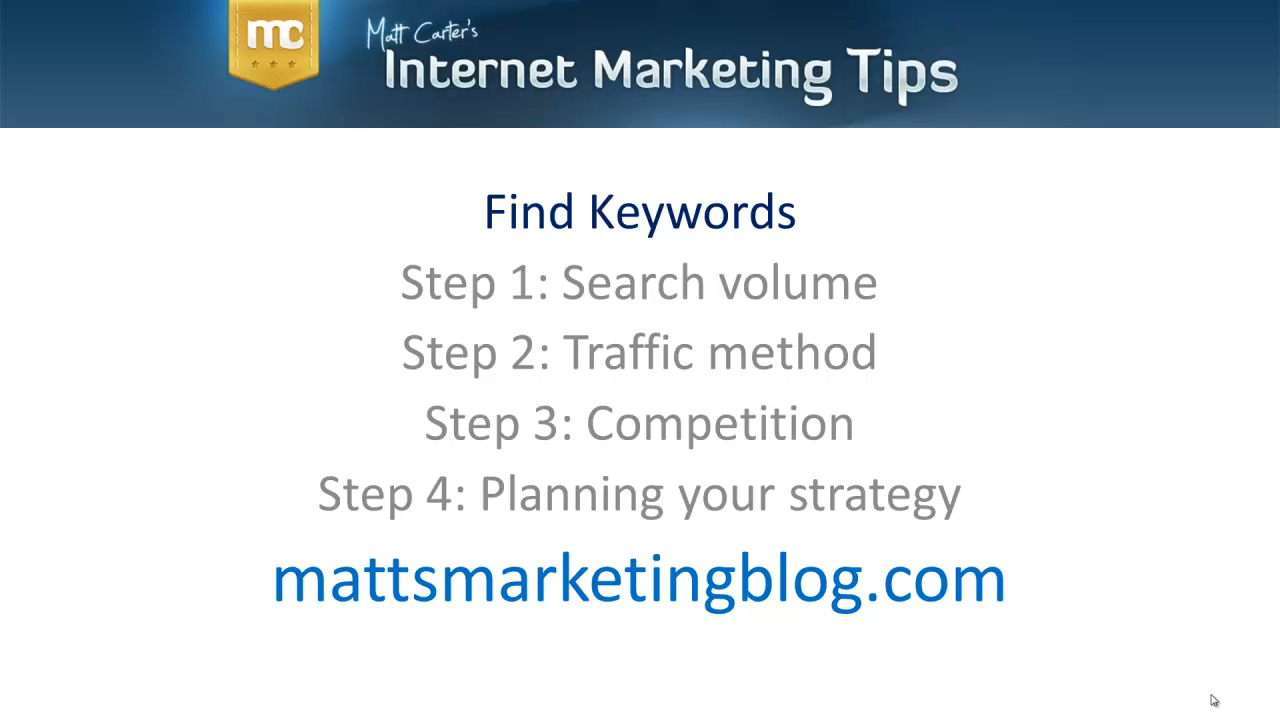 mc
Matt Carter's
Internet Marketing Tips
Find Keywords
Step 1: Search volume
Step 2: Traffic method
Step 3: Competition
Step 4: Planning your strategy
mattsmarketingblog.com